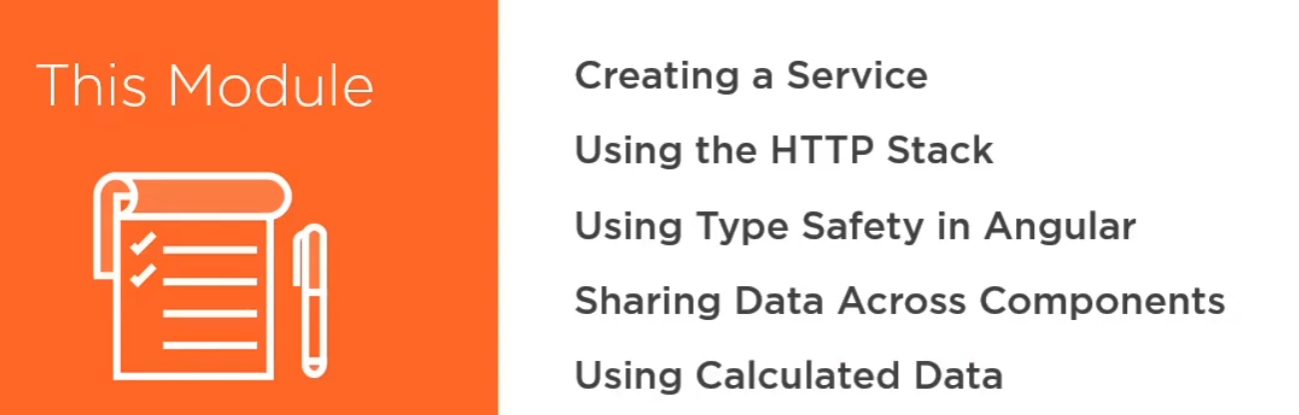 This Module
Creating a Service
Using the HTTP Stack
Using Type Safety in Angular
Sharing Data Across Components
Using Calculated Data